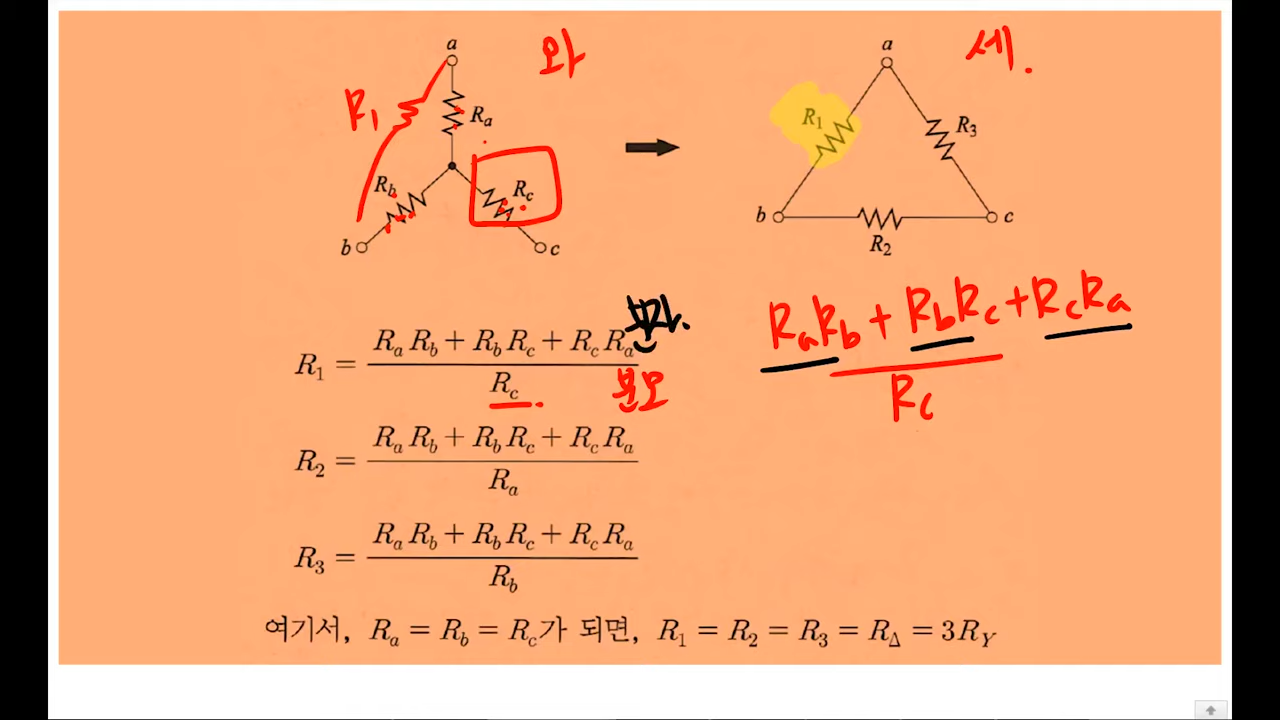 a
와
a
세.
R₁
Rₐ
R₁
R₃
R_b
R_c
b
c
b
c
R₂
분자.
RₐR_b + R_bR_c + R_cRₐ
R_c
R₁ = (RₐR_b + R_bR_c + R_cRₐ) / R_c
분모
R₂ = (RₐR_b + R_bR_c + R_cRₐ) / Rₐ
R₃ = (RₐR_b + R_bR_c + R_cRₐ) / R_b
여기서, Rₐ = R_b = R_c가 되면, R₁ = R₂ = R₃ = R_Δ = 3R_Y